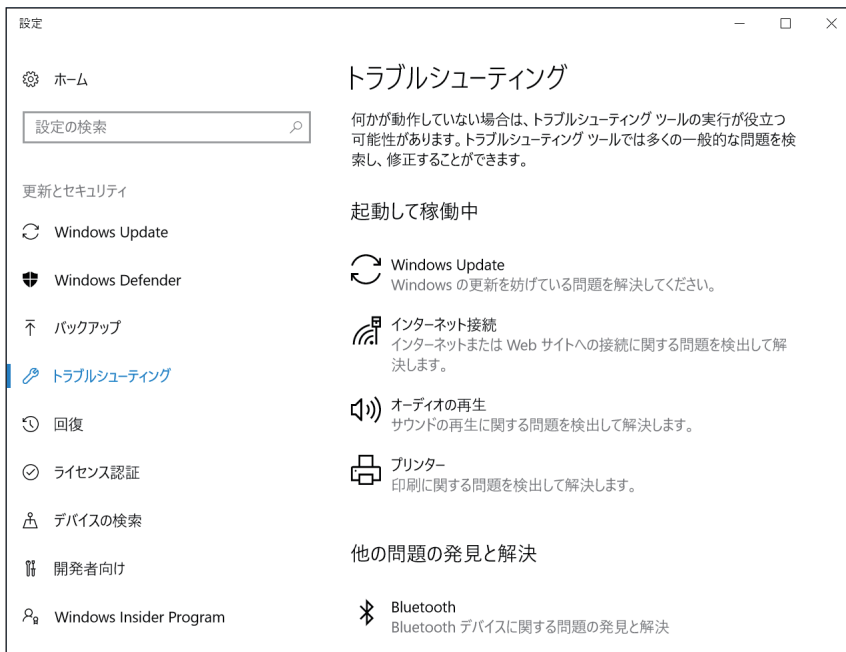 設定
ホーム
設定の検索
更新とセキュリティ
Windows Update
Windows Defender
バックアップ
トラブルシューティング
回復
ライセンス認証
デバイスの検索
開発者向け
Windows Insider Program
トラブルシューティング
何かが動作していない場合は、トラブルシューティング ツールの実行が役立つ
可能性があります。トラブルシューティング ツールでは多くの一般的な問題を検
索し、修正することができます。
起動して稼働中
Windows Update
Windows の更新を妨げている問題を解決してください。
インターネット接続
インターネットまたは Web サイトへの接続に関する問題を検出して解
決します。
オーディオの再生
サウンドの再生に関する問題を検出して解決します。
プリンター
印刷に関する問題を検出して解決します。
他の問題の発見と解決
Bluetooth
Bluetooth デバイスに関する問題の発見と解決